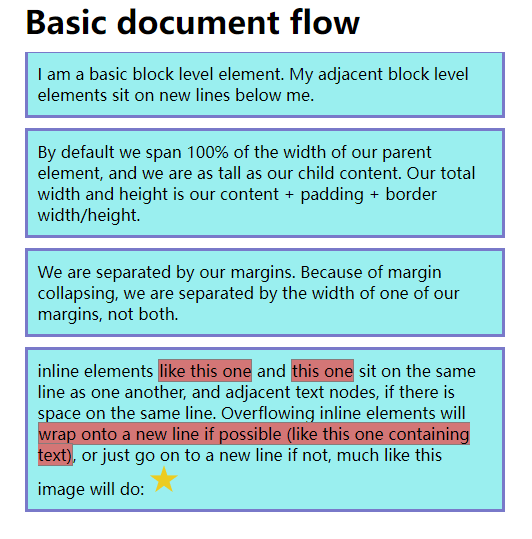 Basic document flow
I am a basic block level element. My adjacent block level
elements sit on new lines below me.
By default we span 100% of the width of our parent
element, and we are as tall as our child content. Our total
width and height is our content + padding + border
width/height.
We are separated by our margins. Because of margin
collapsing, we are separated by the width of one of our
margins, not both.
inline elements like this one and this one sit on the same
line as one another, and adjacent text nodes, if there is
space on the same line. Overflowing inline elements will
wrap onto a new line if possible (like this one containing
text), or just go on to a new line if not, much like this
image will do: